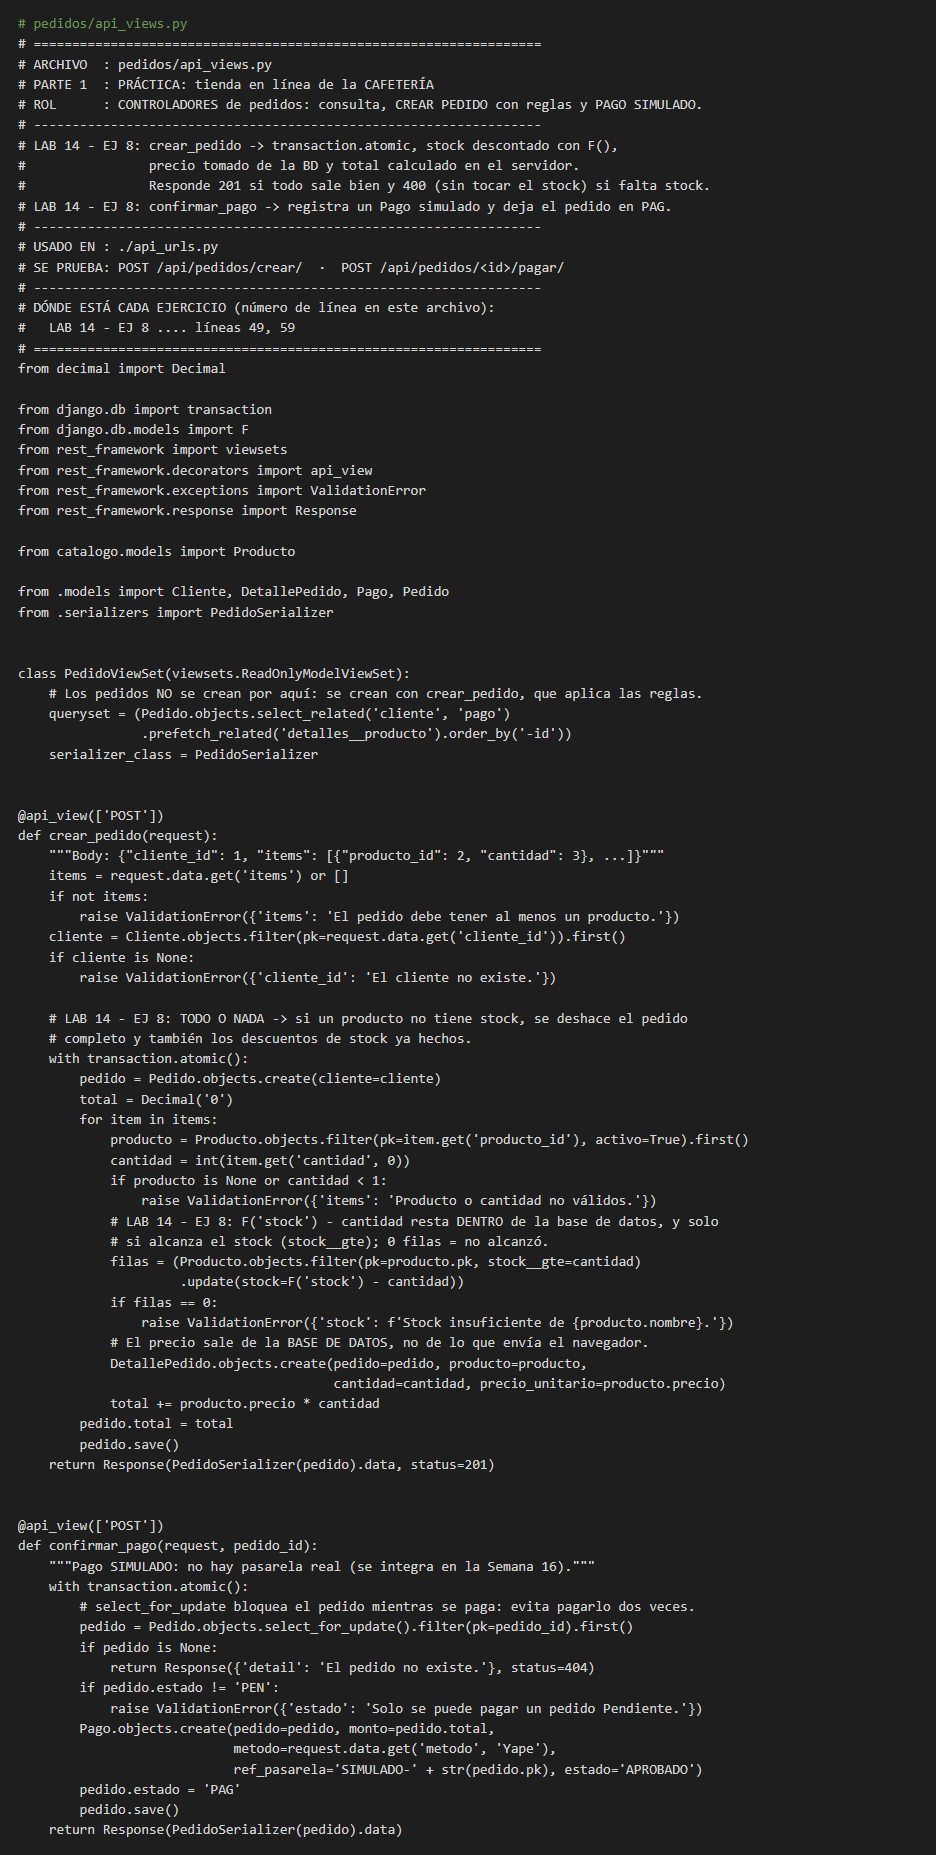 # pedidos/api_views.py
# ==================================================================
# ARCHIVO  : pedidos/api_views.py
# PARTE 1  : PRÁCTICA: tienda en línea de la CAFETERÍA
# ROL      : CONTROLADORES de pedidos: consulta, CREAR PEDIDO con reglas y PAGO SIMULADO.
# ------------------------------------------------------------------
# LAB 14 - EJ 8: crear_pedido -> transaction.atomic, stock descontado con F(),
#                precio tomado de la BD y total calculado en el servidor.
#                Responde 201 si todo sale bien y 400 (sin tocar el stock) si falta stock.
# LAB 14 - EJ 8: confirmar_pago -> registra un Pago simulado y deja el pedido en PAG.
# ------------------------------------------------------------------
# USADO EN : ./api_urls.py
# SE PRUEBA: POST /api/pedidos/crear/  ·  POST /api/pedidos/<id>/pagar/
# ------------------------------------------------------------------
# DÓNDE ESTÁ CADA EJERCICIO (número de línea en este archivo):
#   LAB 14 - EJ 8 .... líneas 49, 59
# ==================================================================
from decimal import Decimal

from django.db import transaction
from django.db.models import F
from rest_framework import viewsets
from rest_framework.decorators import api_view
from rest_framework.exceptions import ValidationError
from rest_framework.response import Response

from catalogo.models import Producto

from .models import Cliente, DetallePedido, Pago, Pedido
from .serializers import PedidoSerializer


class PedidoViewSet(viewsets.ReadOnlyModelViewSet):
    # Los pedidos NO se crean por aquí: se crean con crear_pedido, que aplica las reglas.
    queryset = (Pedido.objects.select_related('cliente', 'pago')
                .prefetch_related('detalles__producto').order_by('-id'))
    serializer_class = PedidoSerializer


@api_view(['POST'])
def crear_pedido(request):
    """Body: {"cliente_id": 1, "items": [{"producto_id": 2, "cantidad": 3}, ...]}"""
    items = request.data.get('items') or []
    if not items:
        raise ValidationError({'items': 'El pedido debe tener al menos un producto.'})
    cliente = Cliente.objects.filter(pk=request.data.get('cliente_id')).first()
    if cliente is None:
        raise ValidationError({'cliente_id': 'El cliente no existe.'})

    # LAB 14 - EJ 8: TODO O NADA -> si un producto no tiene stock, se deshace el pedido
    # completo y también los descuentos de stock ya hechos.
    with transaction.atomic():
        pedido = Pedido.objects.create(cliente=cliente)
        total = Decimal('0')
        for item in items:
            producto = Producto.objects.filter(pk=item.get('producto_id'), activo=True).first()
            cantidad = int(item.get('cantidad', 0))
            if producto is None or cantidad < 1:
                raise ValidationError({'items': 'Producto o cantidad no válidos.'})
            # LAB 14 - EJ 8: F('stock') - cantidad resta DENTRO de la base de datos, y solo
            # si alcanza el stock (stock__gte); 0 filas = no alcanzó.
            filas = (Producto.objects.filter(pk=producto.pk, stock__gte=cantidad)
                     .update(stock=F('stock') - cantidad))
            if filas == 0:
                raise ValidationError({'stock': f'Stock insuficiente de {producto.nombre}.'})
            # El precio sale de la BASE DE DATOS, no de lo que envía el navegador.
            DetallePedido.objects.create(pedido=pedido, producto=producto,
                                         cantidad=cantidad, precio_unitario=producto.precio)
            total += producto.precio * cantidad
        pedido.total = total
        pedido.save()
    return Response(PedidoSerializer(pedido).data, status=201)


@api_view(['POST'])
def confirmar_pago(request, pedido_id):
    """Pago SIMULADO: no hay pasarela real (se integra en la Semana 16)."""
    with transaction.atomic():
        # select_for_update bloquea el pedido mientras se paga: evita pagarlo dos veces.
        pedido = Pedido.objects.select_for_update().filter(pk=pedido_id).first()
        if pedido is None:
            return Response({'detail': 'El pedido no existe.'}, status=404)
        if pedido.estado != 'PEN':
            raise ValidationError({'estado': 'Solo se puede pagar un pedido Pendiente.'})
        Pago.objects.create(pedido=pedido, monto=pedido.total,
                            metodo=request.data.get('metodo', 'Yape'),
                            ref_pasarela='SIMULADO-' + str(pedido.pk), estado='APROBADO')
        pedido.estado = 'PAG'
        pedido.save()
    return Response(PedidoSerializer(pedido).data)